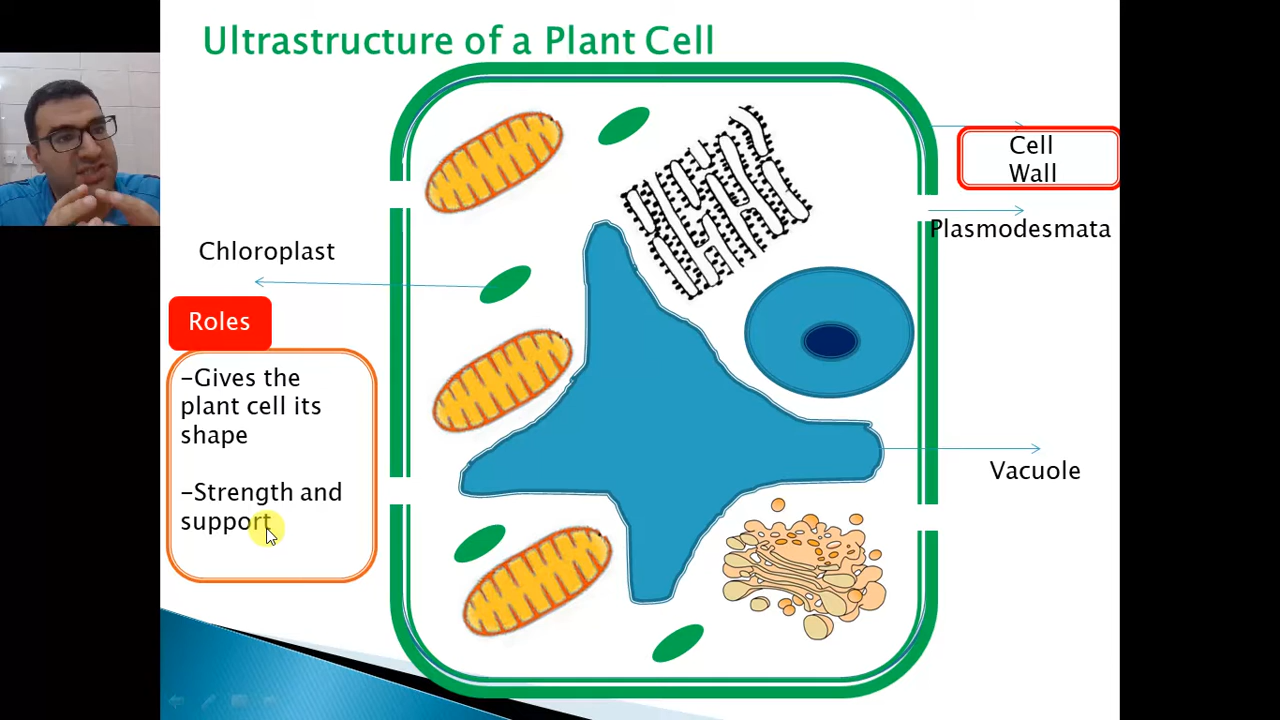 Ultrastructure of a Plant Cell
Cell
Wall
Plasmodesmata
Chloroplast
Roles
-Gives the
plant cell its
shape
-Strength and
support
Vacuole